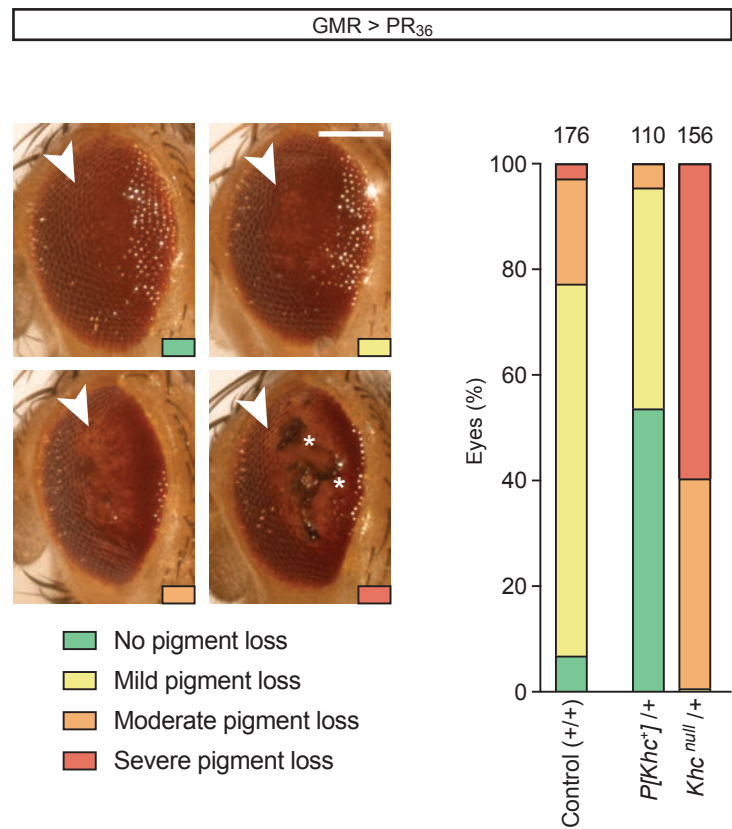 GMR > PR₃₆
176 110 156
100
80
60
40
20
0
Eyes (%)
Control (+/+)
P[Khc⁺] /+
Khc ⁿᵘˡˡ /+
*
*
No pigment loss
Mild pigment loss
Moderate pigment loss
Severe pigment loss